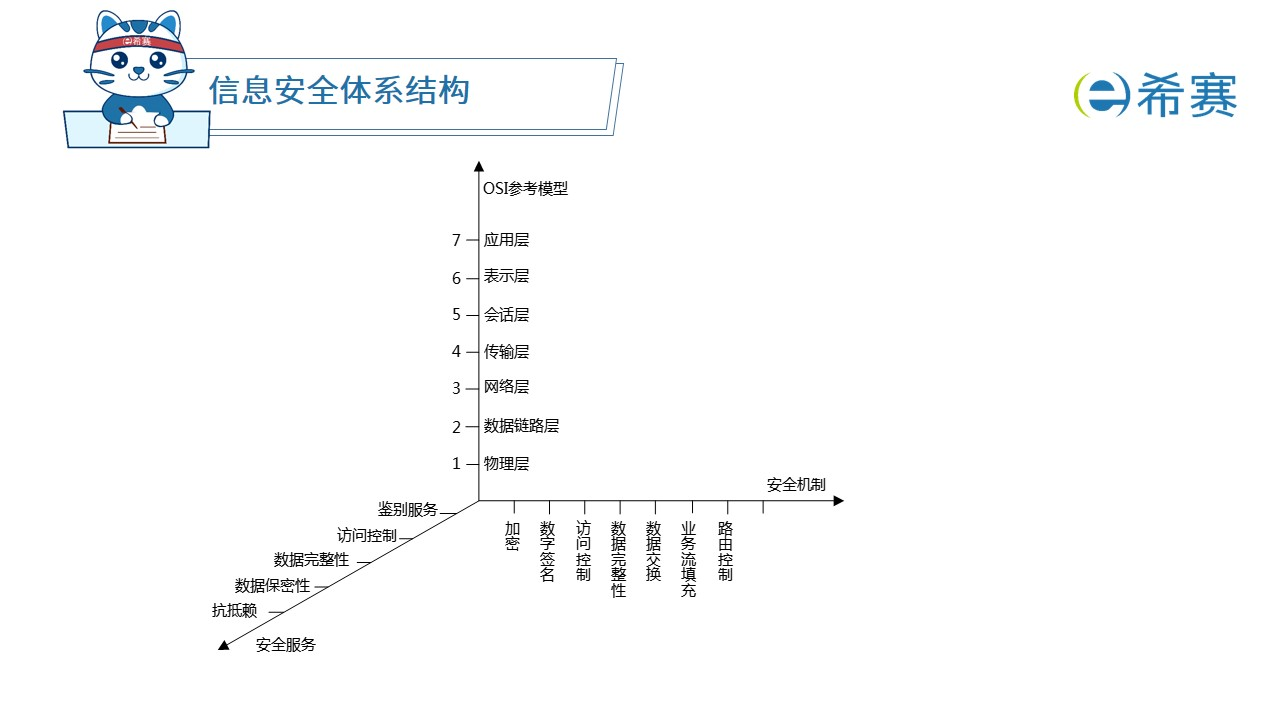 希赛
信息安全体系结构
希赛
OSI参考模型
7 应用层
6 表示层
5 会话层
4 传输层
3 网络层
2 数据链路层
1 物理层
安全机制
加密
数字签名
访问控制
数据完整性
数据交换
业务流填充
路由控制
鉴别服务
访问控制
数据完整性
数据保密性
抗抵赖
安全服务